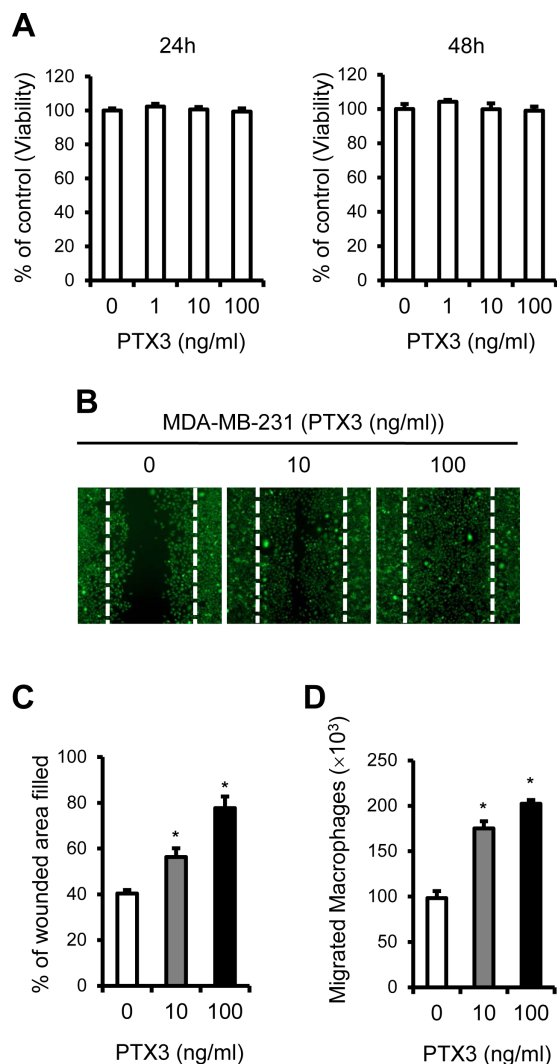 A
24h
48h
% of control (Viability)
120
100
80
60
40
20
0
0 1 10 100
PTX3 (ng/ml)
% of control (Viability)
120
100
80
60
40
20
0
0 1 10 100
PTX3 (ng/ml)
B
MDA-MB-231 (PTX3 (ng/ml))
0 10 100
C
% of wounded area filled
100
80
60
40
20
0
* *
0 10 100
PTX3 (ng/ml)
D
Migrated Macrophages (×10³)
250
200
150
100
50
0
* *
0 10 100
PTX3 (ng/ml)